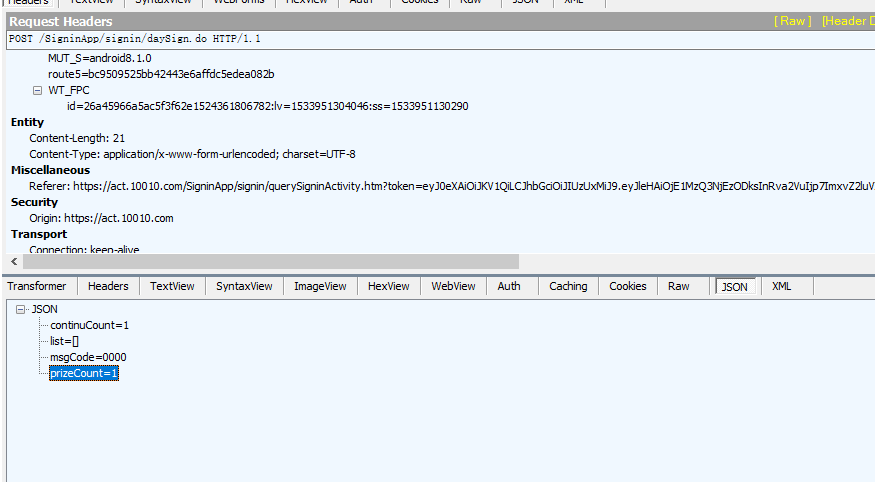 Headers TextView SyntaxView WebForms HexView Auth Cookies Raw JSON XML
Request Headers [ Raw ] [Header D
POST /SigninApp/signin/daySign.do HTTP/1.1
MUT_S=android8.1.0
route5=bc9509525bb42443e6affdc5edea082b
WT_FPC
id=26a45966a5ac5f3f62e1524361806782:lv=1533951304046:ss=1533951130290
Entity
Content-Length: 21
Content-Type: application/x-www-form-urlencoded; charset=UTF-8
Miscellaneous
Referer: https://act.10010.com/SigninApp/signin/querySigninActivity.htm?token=eyJ0eXAiOiJKV1QiLCJhbGciOiJIUzUxMiJ9.eyJleHAiOjE1MzQ3NjEzODksInRva2VuIjp7ImxvZ2luV
Security
Origin: https://act.10010.com
Transport
Connection: keep-alive
Transformer Headers TextView SyntaxView ImageView HexView WebView Auth Caching Cookies Raw JSON XML
JSON
continuCount=1
list=[]
msgCode=0000
prizeCount=1